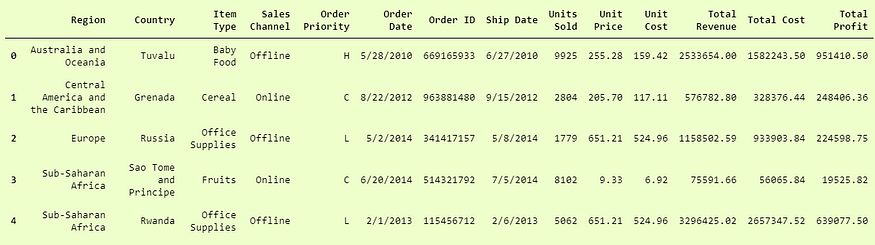 Region Country Item Type Sales Channel Order Priority Order Date Order ID Ship Date Units Sold Unit Price Unit Cost Total Revenue Total Cost Total Profit
0 Australia and Oceania Tuvalu Baby Food Offline H 5/28/2010 669165933 6/27/2010 9925 255.28 159.42 2533654.00 1582243.50 951410.50
1 Central America and the Caribbean Grenada Cereal Online C 8/22/2012 963881480 9/15/2012 2804 205.70 117.11 576782.80 328376.44 248406.36
2 Europe Russia Office Supplies Offline L 5/2/2014 341417157 5/8/2014 1779 651.21 524.96 1158502.59 933903.84 224598.75
3 Sub-Saharan Africa Sao Tome and Principe Fruits Online C 6/20/2014 514321792 7/5/2014 8102 9.33 6.92 75591.66 56065.84 19525.82
4 Sub-Saharan Africa Rwanda Office Supplies Offline L 2/1/2013 115456712 2/6/2013 5062 651.21 524.96 3296425.02 2657347.52 639077.50